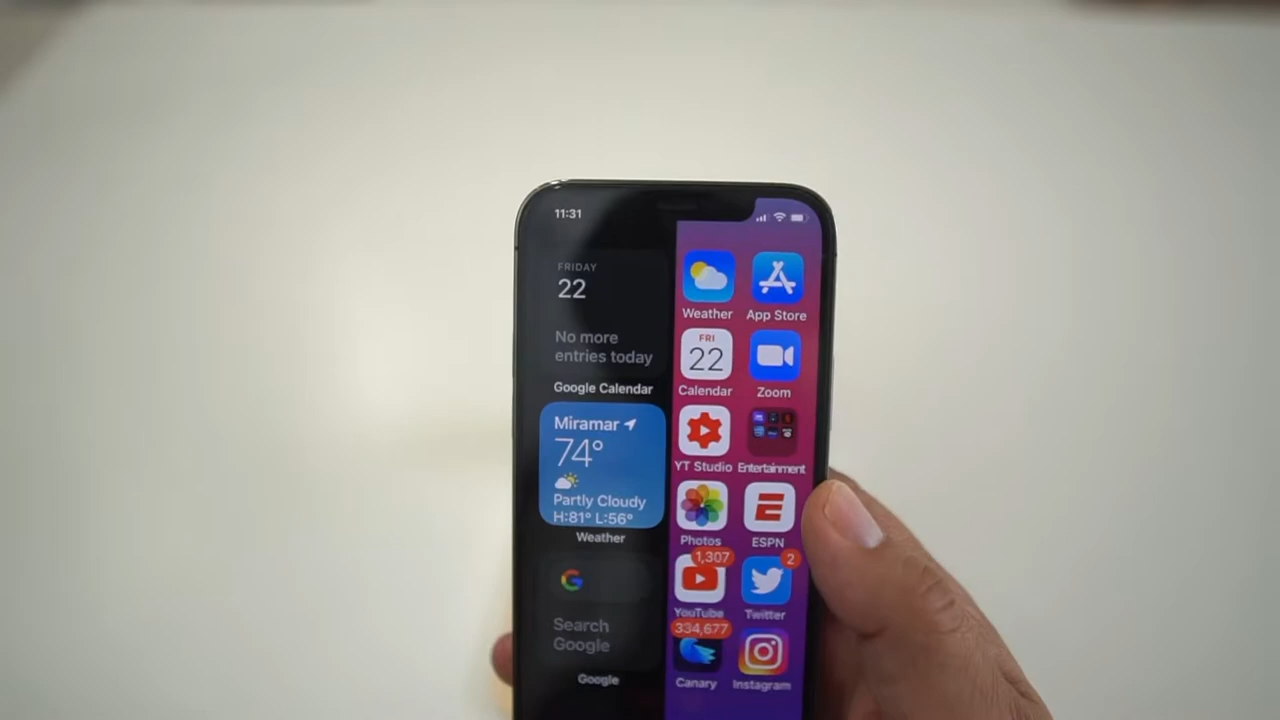 11:31
FRIDAY
22
No more
entries today
Google Calendar
Miramar
74°
Partly Cloudy
H:81° L:56°
Weather
G
Search
Google
Google
Weather
App Store
FRI
22
Calendar
Zoom
YT Studio
Entertainment
Photos
E
ESPN
1,307
2
YouTube
Twitter
334,677
Canary
Instagram